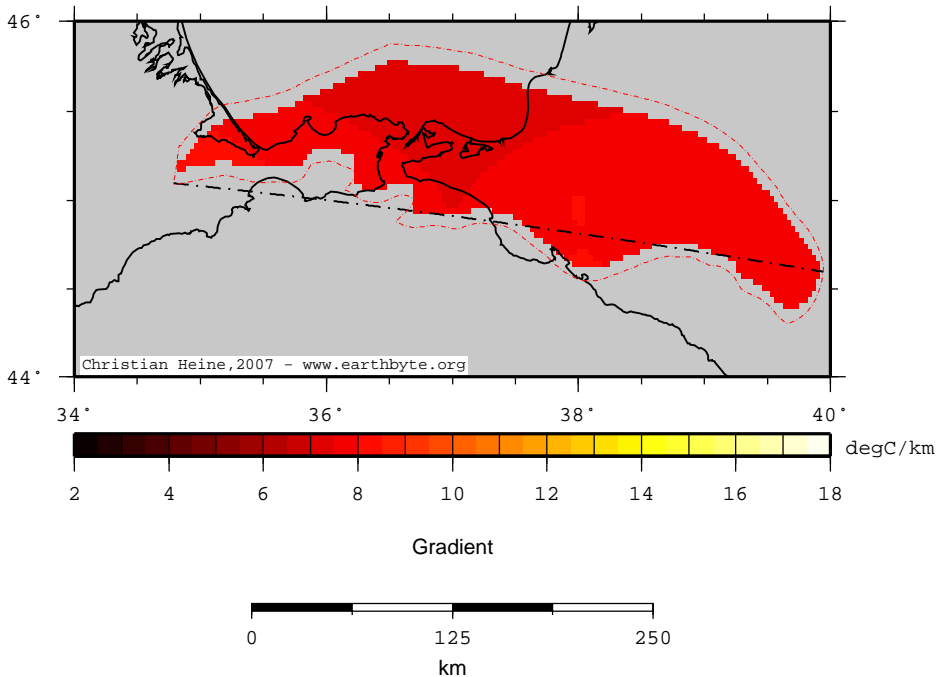 46°
44°
Christian Heine,2007 - www.earthbyte.org
34° 36° 38° 40°
degC/km
2 4 6 8 10 12 14 16 18
Gradient
0 125 250
km